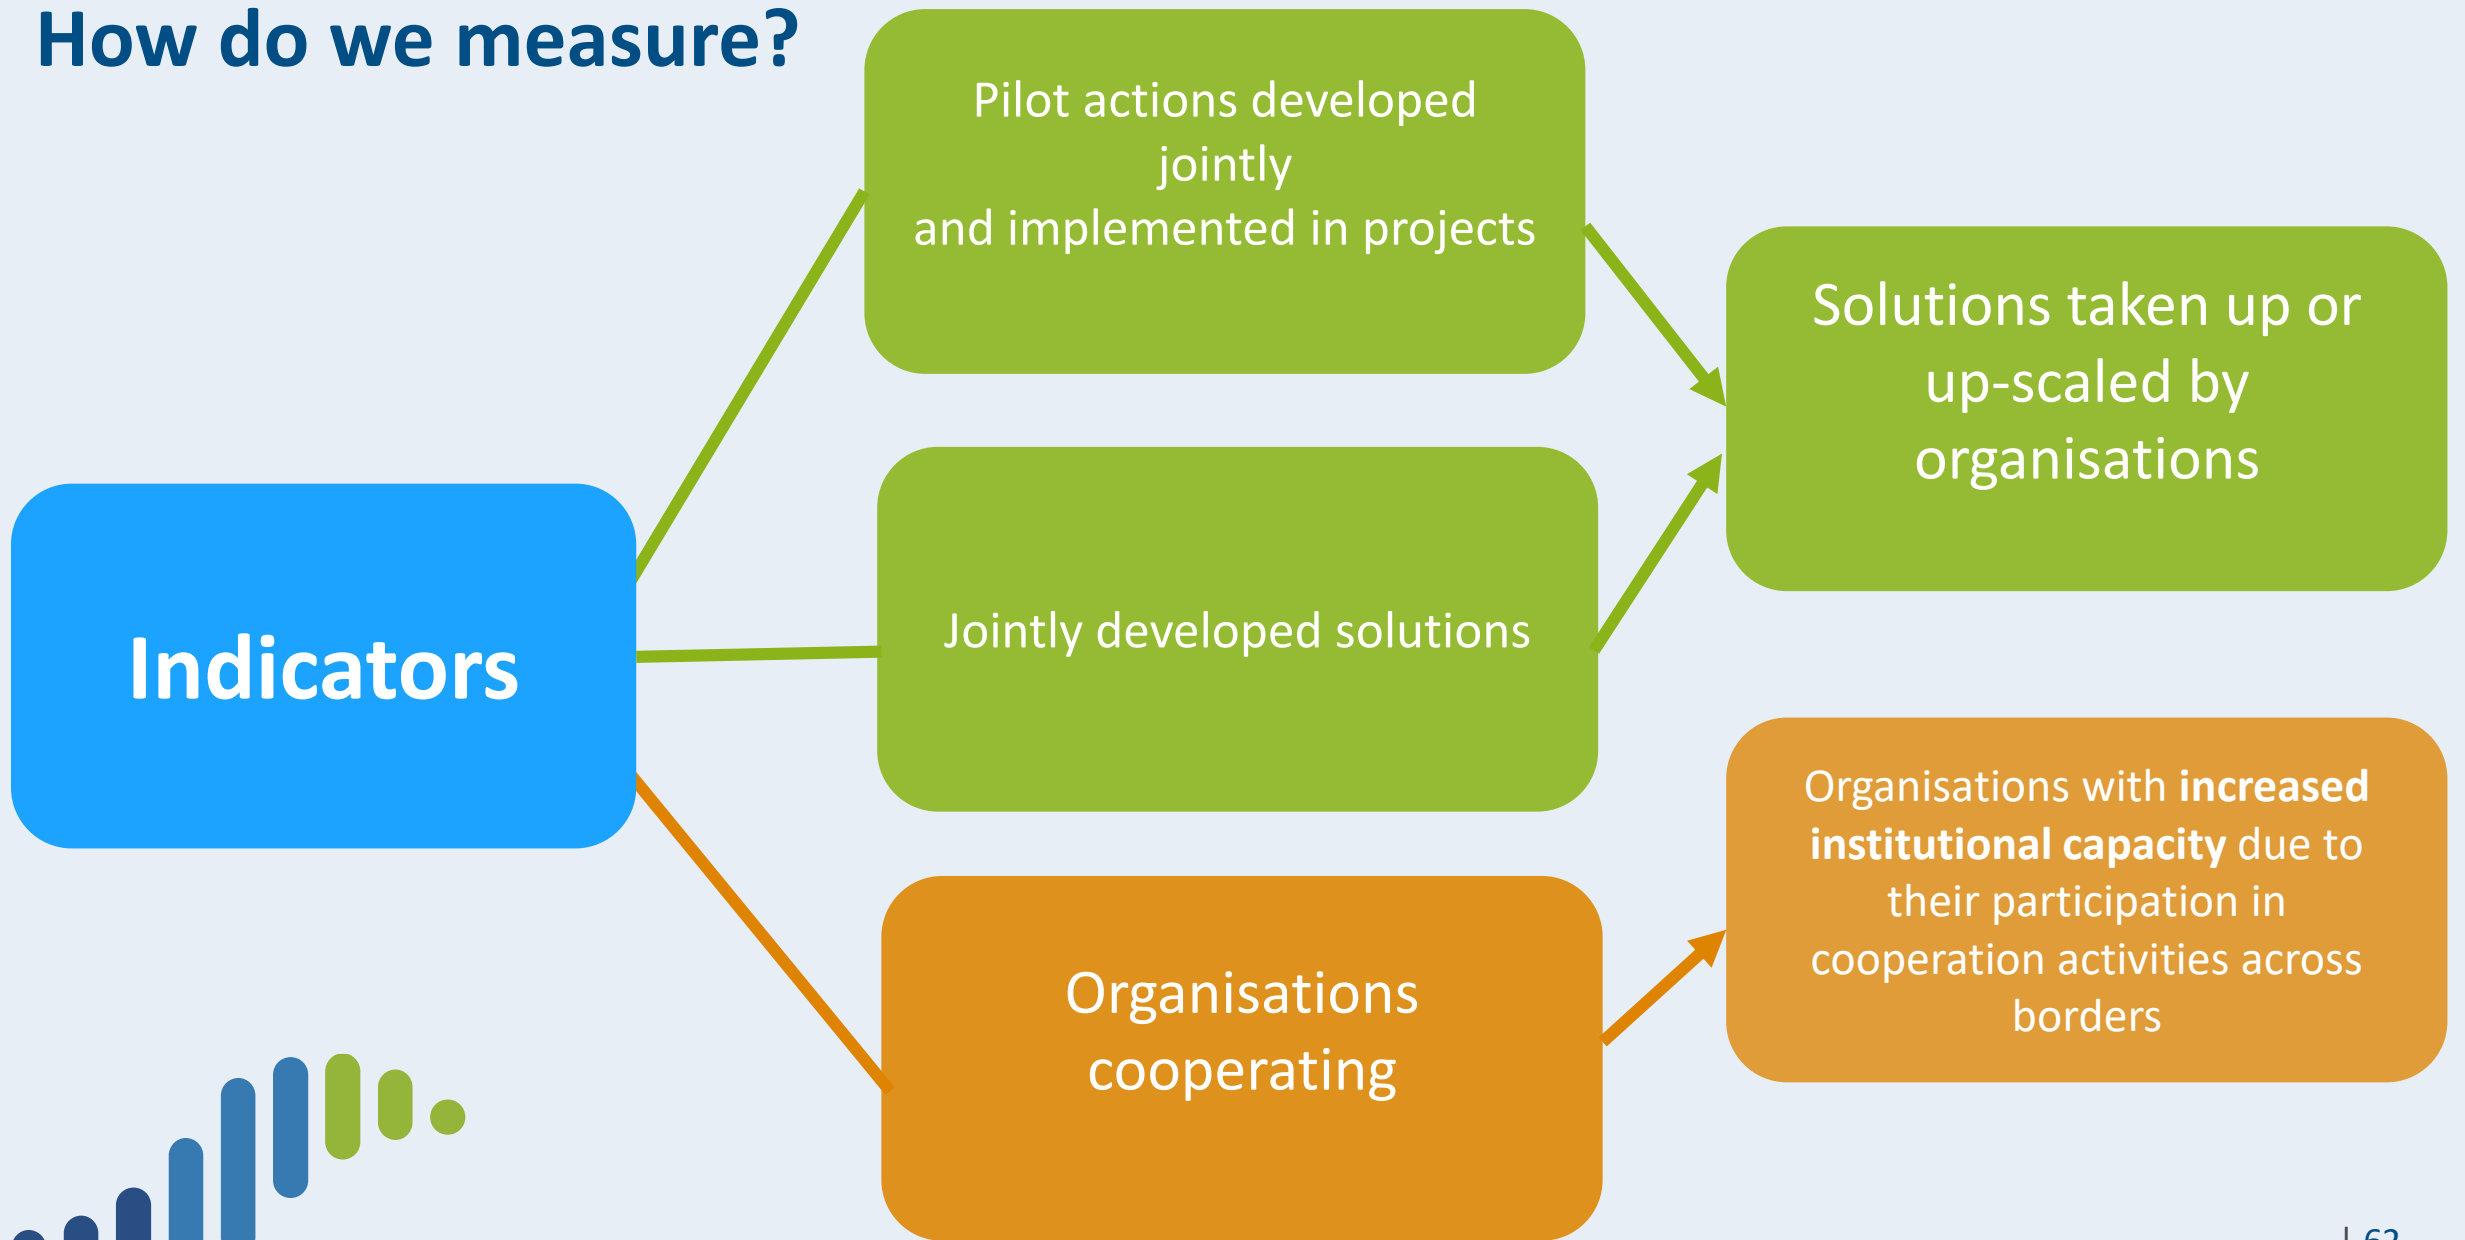 How do we measure?
Pilot actions developed
jointly
and implemented in projects
Solutions taken up or
up-scaled by
organisations
Indicators
Jointly developed solutions
Organisations with increased
institutional capacity due to
their participation in
cooperation activities across
borders
Organisations
cooperating
| 62